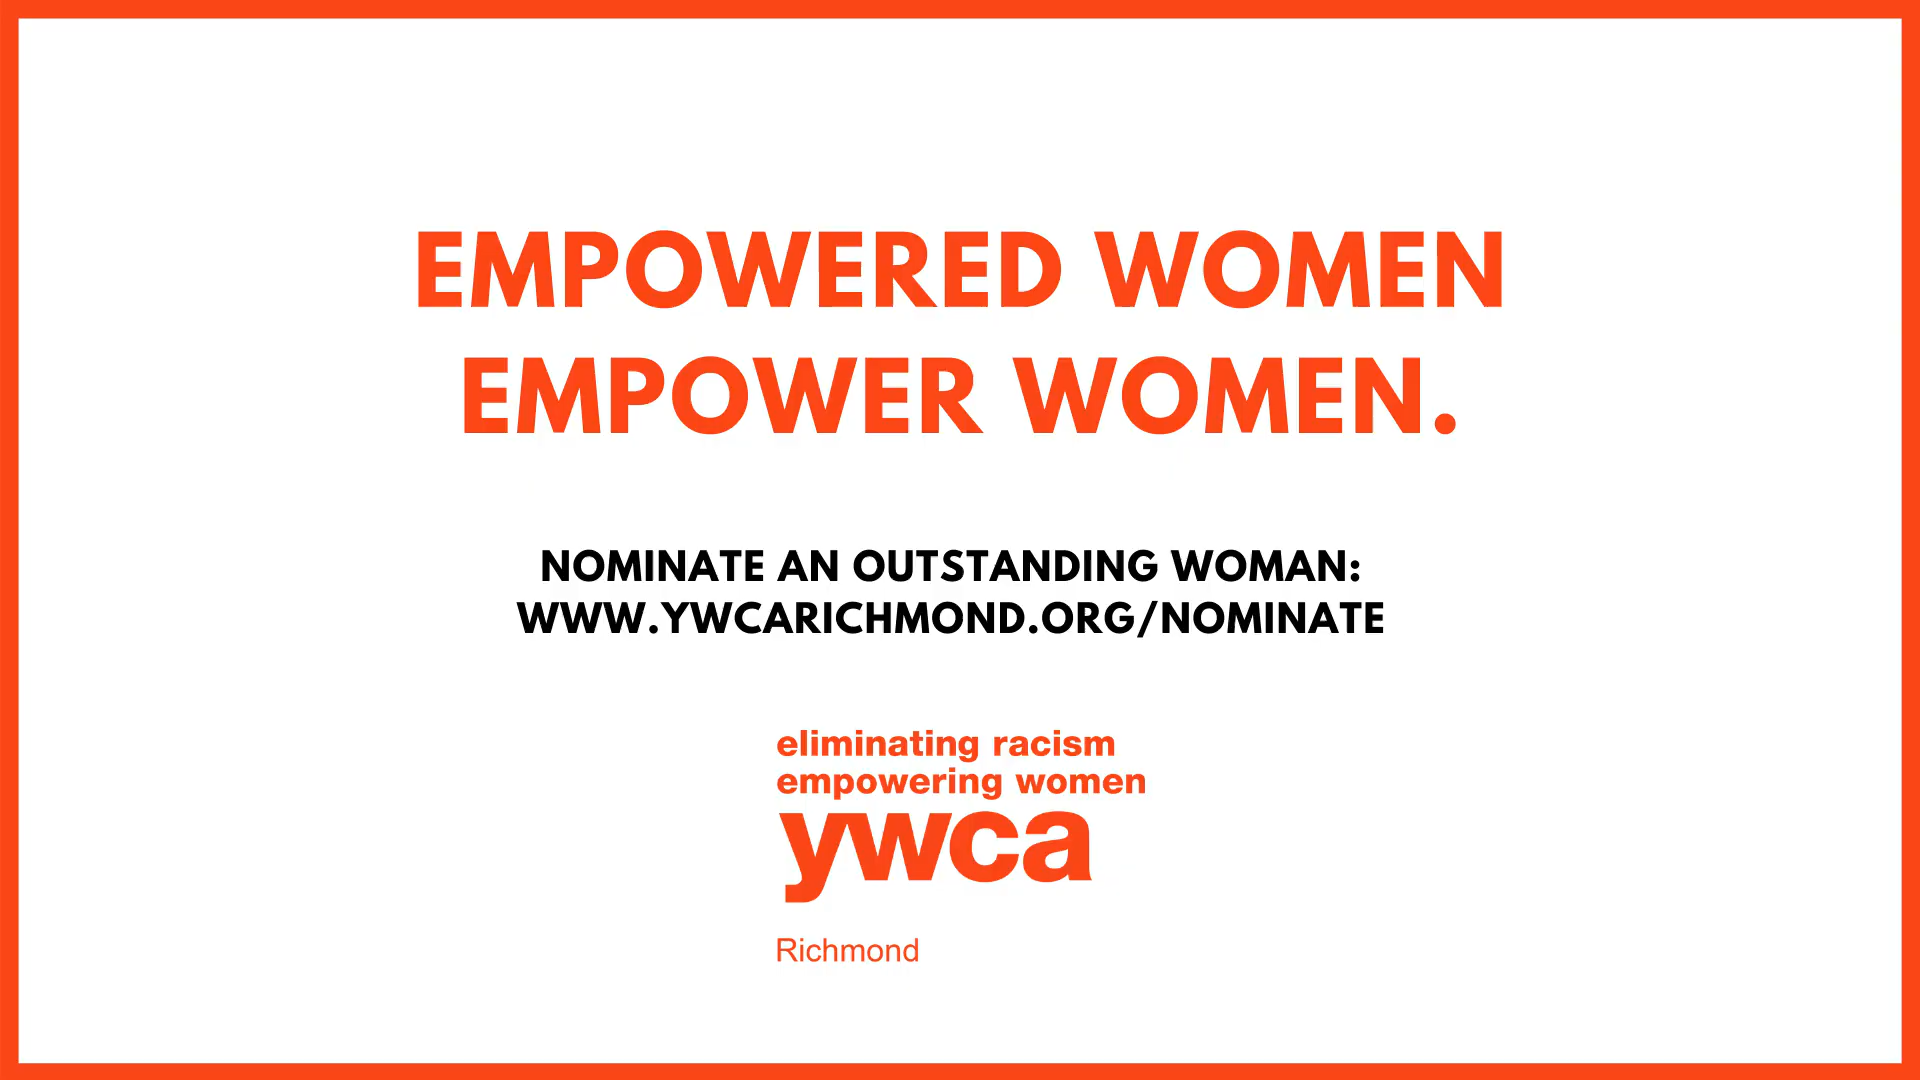 EMPOWERED WOMEN
EMPOWER WOMEN.
NOMINATE AN OUTSTANDING WOMAN:
WWW.YWCARICHMOND.ORG/NOMINATE
eliminating racism
empowering women
ywca
Richmond